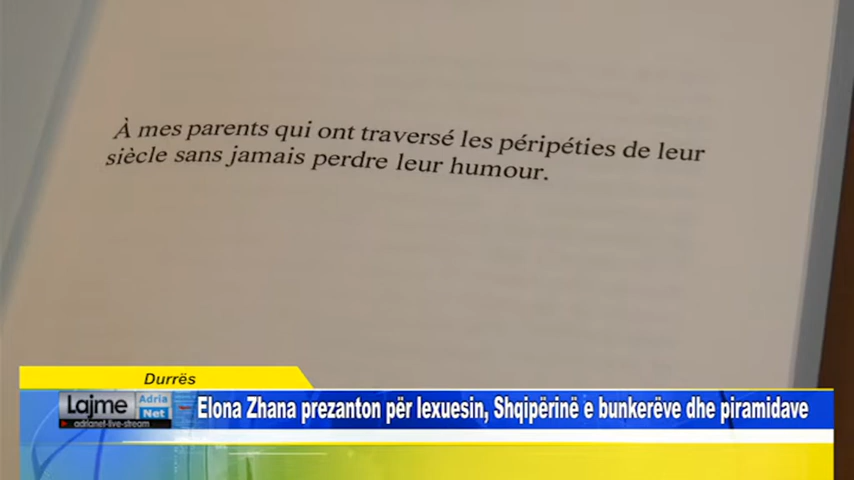 À mes parents qui ont traversé les péripéties de leur
siècle sans jamais perdre leur humour.
Durrës
Lajme Adria Net
adrianet-live-stream
Elona Zhana prezanton për lexuesin, Shqipërinë e bunkerëve dhe piramidave